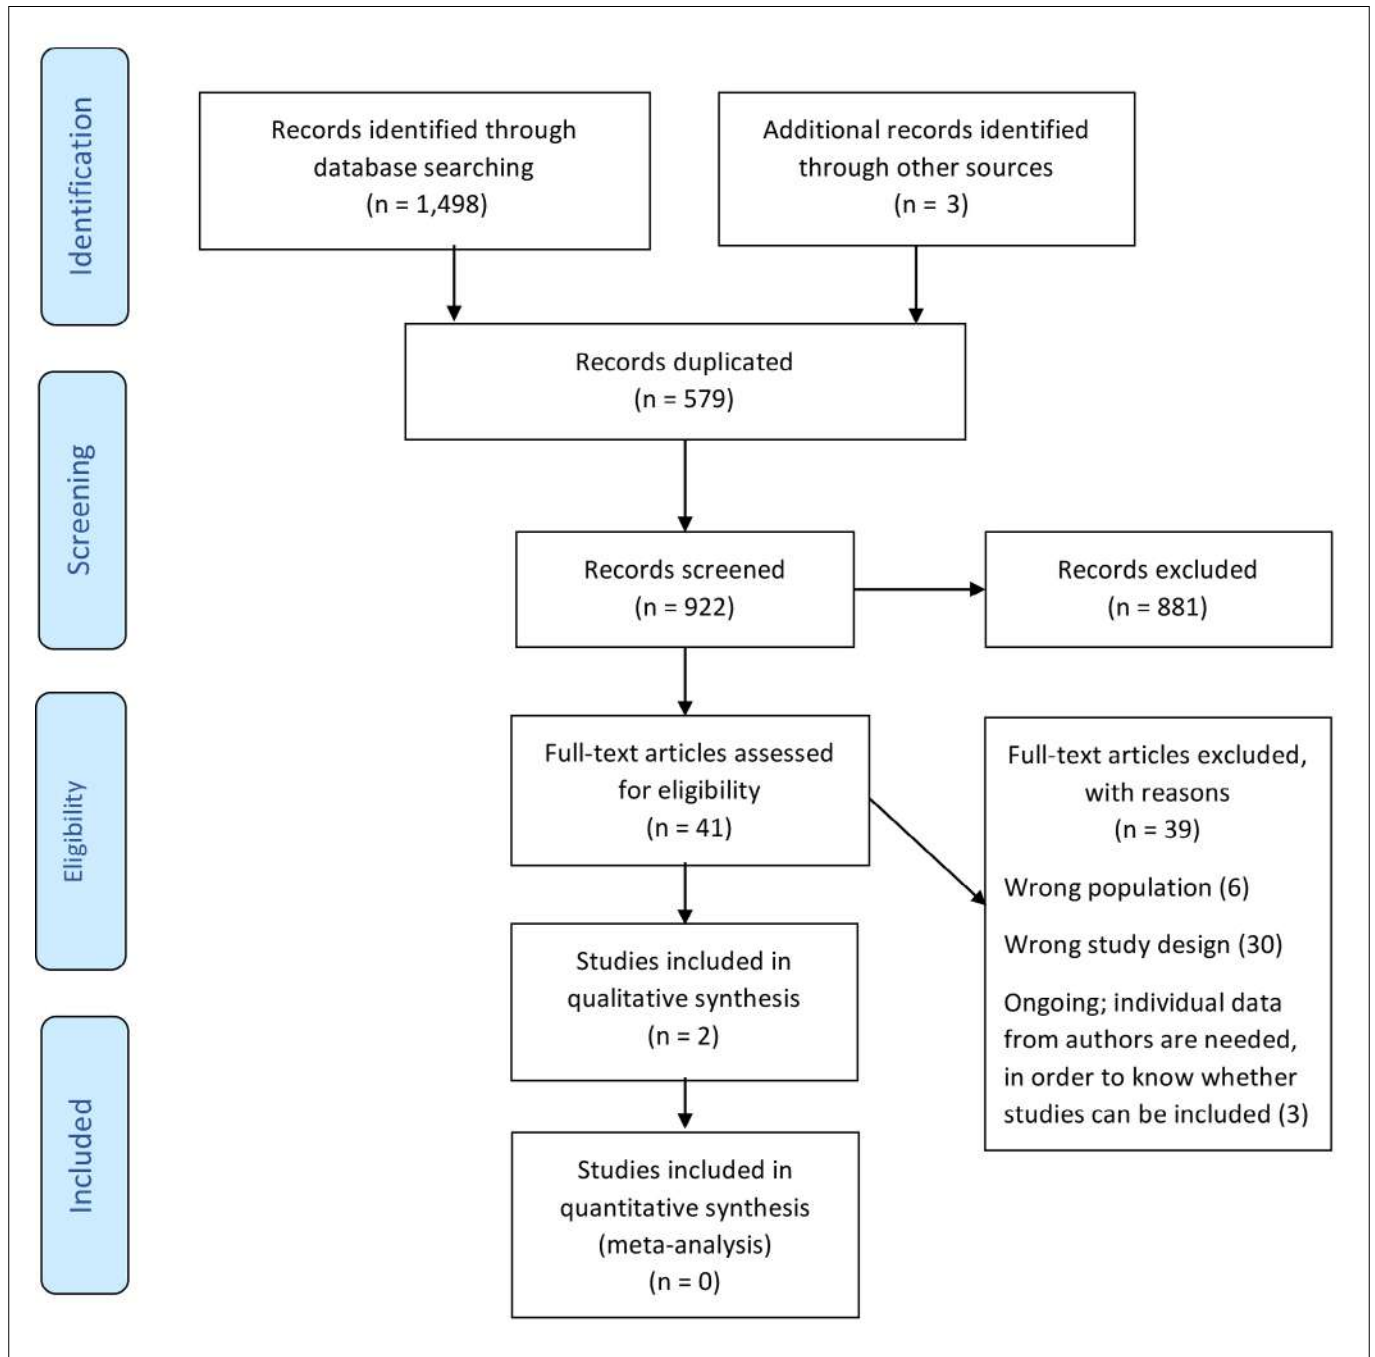 Identification
Records identified through
database searching
(n = 1,498)
Additional records identified
through other sources
(n = 3)
Records duplicated
(n = 579)
Screening
Records screened
(n = 922)
Records excluded
(n = 881)
Eligibility
Full-text articles assessed
for eligibility
(n = 41)
Full-text articles excluded,
with reasons
(n = 39)
Wrong population (6)
Wrong study design (30)
Ongoing; individual data
from authors are needed,
in order to know whether
studies can be included (3)
Studies included in
qualitative synthesis
(n = 2)
Included
Studies included in
quantitative synthesis
(meta-analysis)
(n = 0)